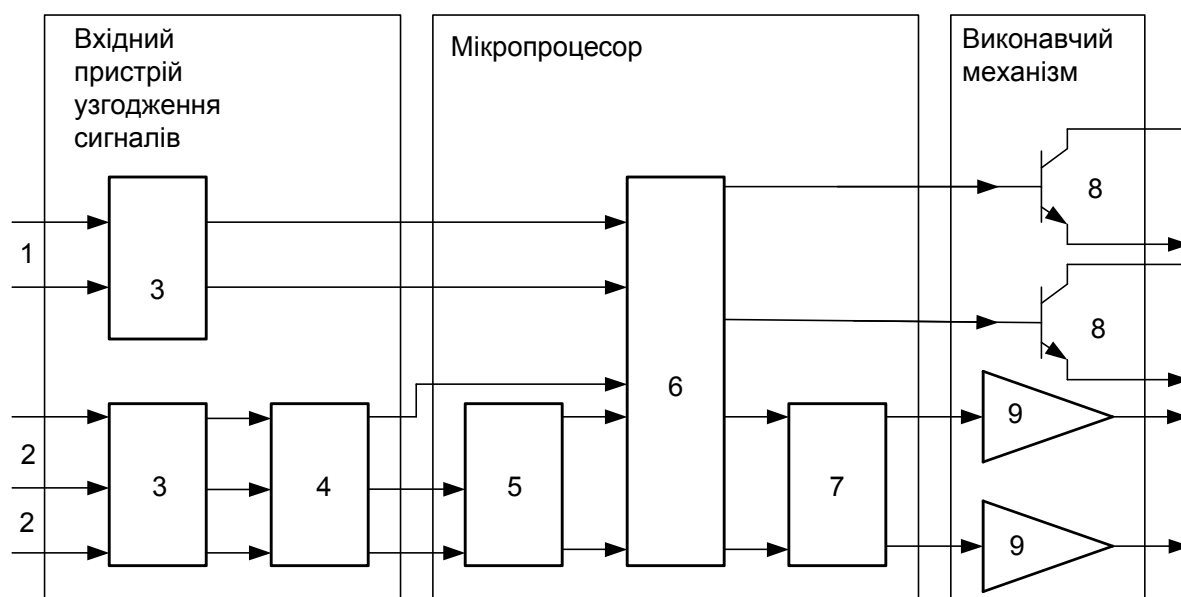 Вхідний
пристрій
узгодження
сигналів
Мікропроцесор
Виконавчий
механізм
1
3
8
8
2
2
3
4
5
6
7
9
9